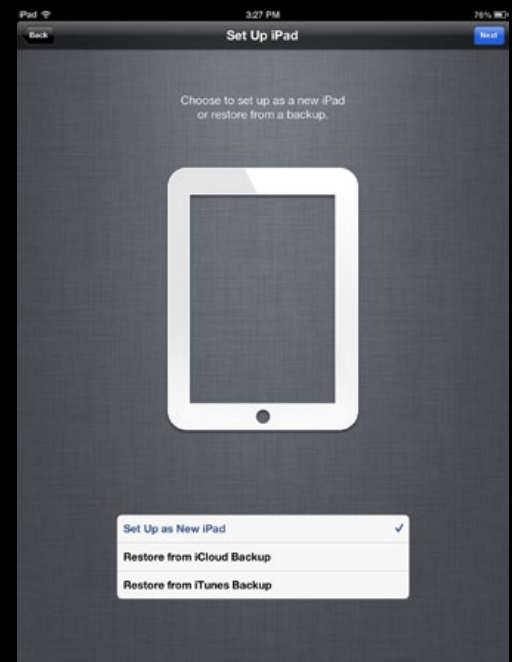 iPad
3:27 PM
76%
Back
Set Up iPad
Next
Choose to set up as a new iPad
or restore from a backup.
Set Up as New iPad
Restore from iCloud Backup
Restore from iTunes Backup